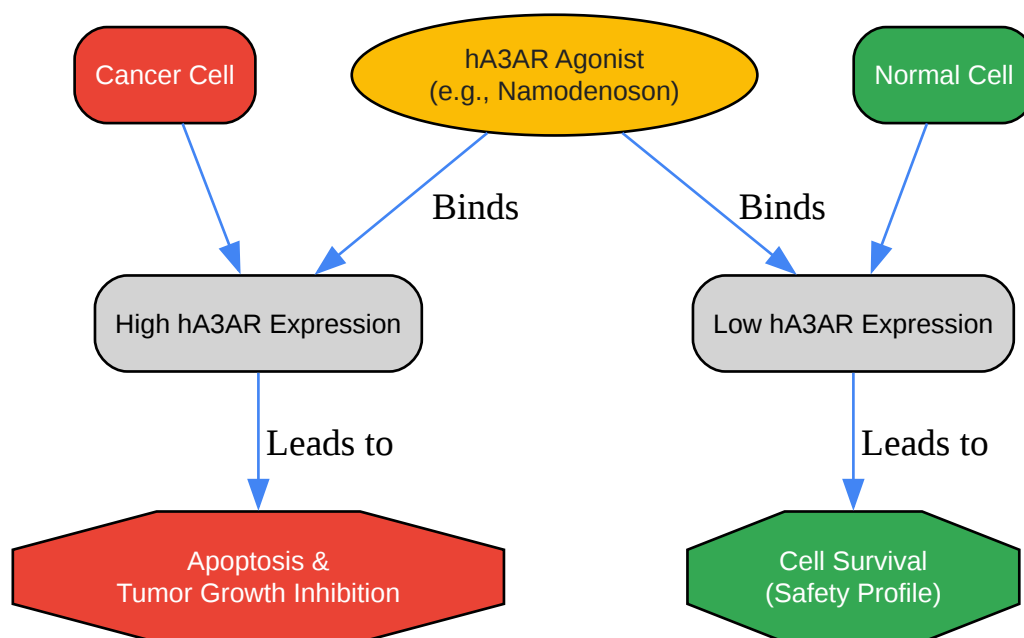 Cancer Cell
hA3AR Agonist
(e.g., Namodenoson)
Normal Cell
Binds
Binds
High hA3AR Expression
Low hA3AR Expression
Leads to
Leads to
Apoptosis &
Tumor Growth Inhibition
Cell Survival
(Safety Profile)